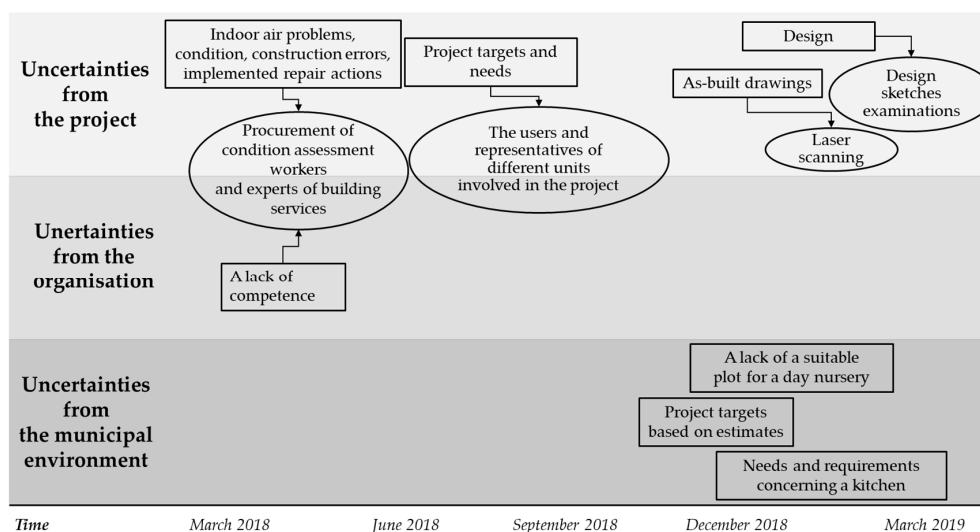 Uncertainties
from
the project
Indoor air problems,
condition, construction errors,
implemented repair actions
Project targets and
needs
Design
As-built drawings
Design
sketches
examinations
Procurement of
condition assessment
workers
and experts of building
services
The users and
representatives of
different units
involved in the project
Laser
scanning
Unertainties
from the
organisation
A lack of
competence
Uncertainties
from
the municipal
environment
A lack of a suitable
plot for a day nursery
Project targets
based on estimates
Needs and requirements
concerning a kitchen
Time
March 2018
June 2018
September 2018
December 2018
March 2019